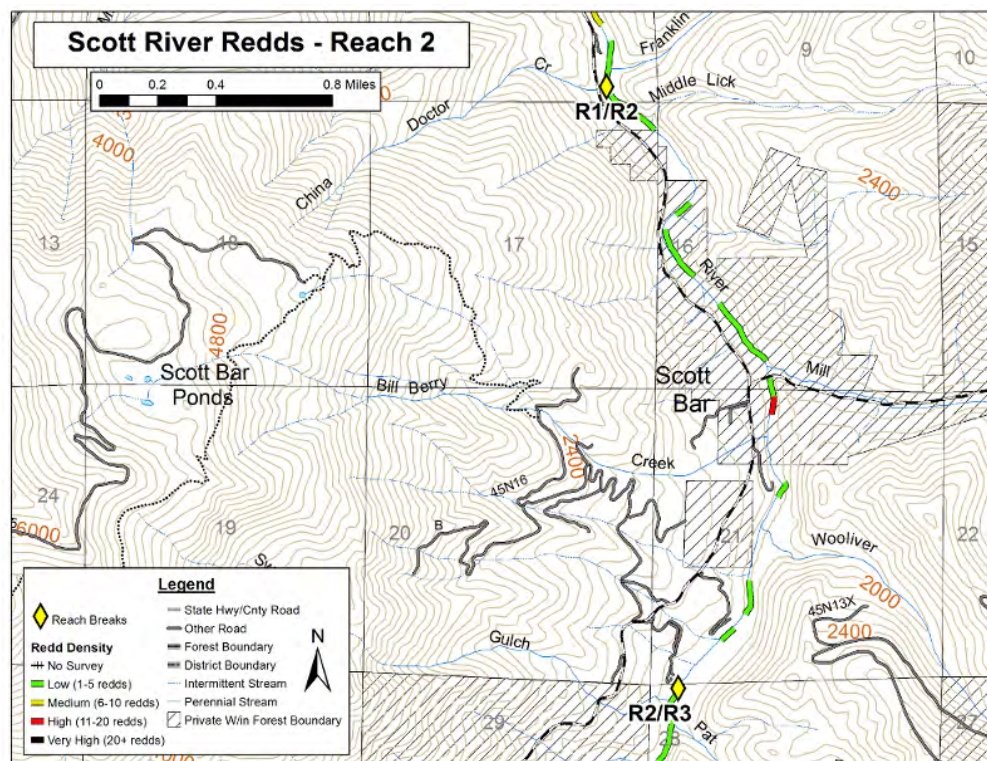 Scott River Redds - Reach 2
0 0.2 0.4 0.8 Miles
Franklin
9
10
Cr
Middle Lick
R1/R2
Doctor
4000
China
2400
13
18
17
16
15
River
4800
Scott Bar
Ponds
Bill Berry
Scott
Bar
Mill
2400
Creek
45N16
24
19
20
B
21
22
6000
Wooliver
2000
45N13X
2400
Gulch
R2/R3
Pat
29
28
27
Legend
Reach Breaks
Redd Density
No Survey
Low (1-5 redds)
Medium (6-10 redds)
High (11-20 redds)
Very High (20+ redds)
State Hwy/Cnty Road
Other Road
Forest Boundary
District Boundary
Intermittent Stream
Perennial Stream
Private W/in Forest Boundary
N